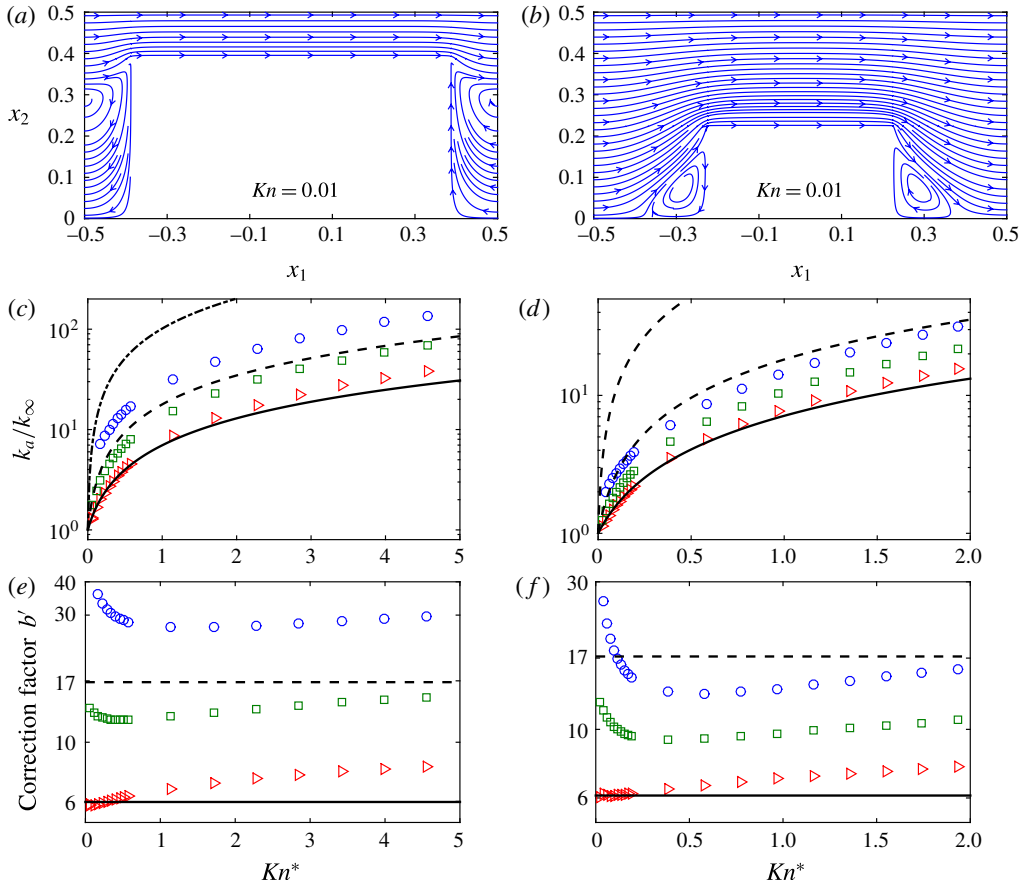 (a)
(b)
0.5
0.4
0.3
0.2
0.1
0
x2
Kn = 0.01
−0.5 −0.3 −0.1 0.1 0.3 0.5
x1
0.5
0.4
0.3
0.2
0.1
0
Kn = 0.01
−0.5 −0.3 −0.1 0.1 0.3 0.5
x1
(c)
(d)
10^2
10^1
10^0
ka/k∞
0 1 2 3 4 5
10^1
10^0
0 0.5 1.0 1.5 2.0
(e)
(f)
40
30
17
10
6
Correction factor b′
0 1 2 3 4 5
Kn*
30
17
10
6
0 0.5 1.0 1.5 2.0
Kn*